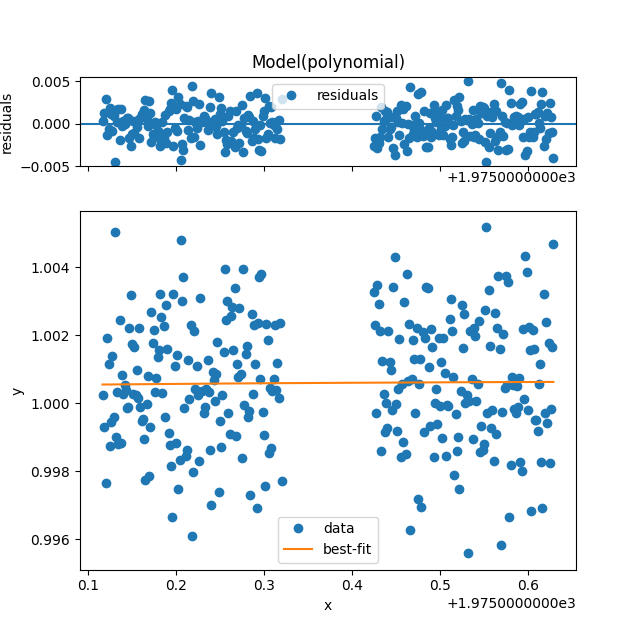 Model(polynomial)
0.005
0.000
−0.005
residuals
residuals
+1.9750000000e3
1.004
1.002
1.000
0.998
0.996
y
data
best-fit
0.1
0.2
0.3
0.4
0.5
0.6
x
+1.9750000000e3